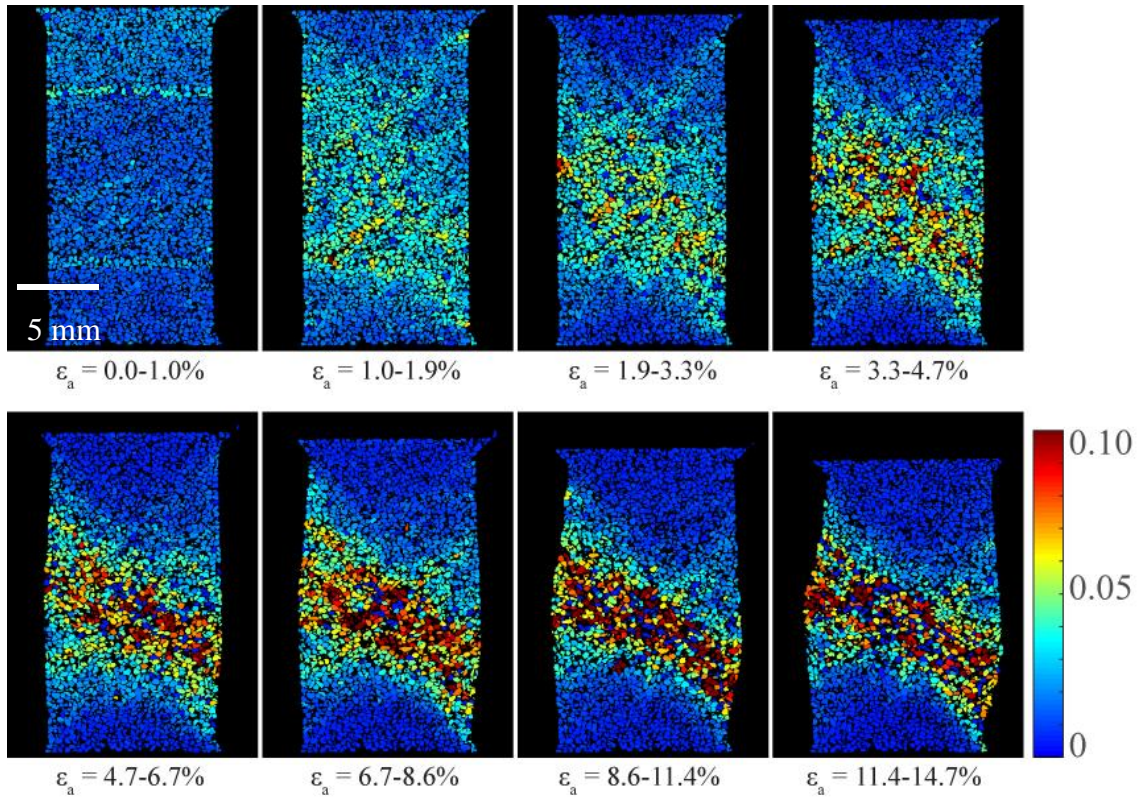 5 mm
εa = 0.0-1.0%
εa = 1.0-1.9%
εa = 1.9-3.3%
εa = 3.3-4.7%
0.10
0.05
0
εa = 4.7-6.7%
εa = 6.7-8.6%
εa = 8.6-11.4%
εa = 11.4-14.7%